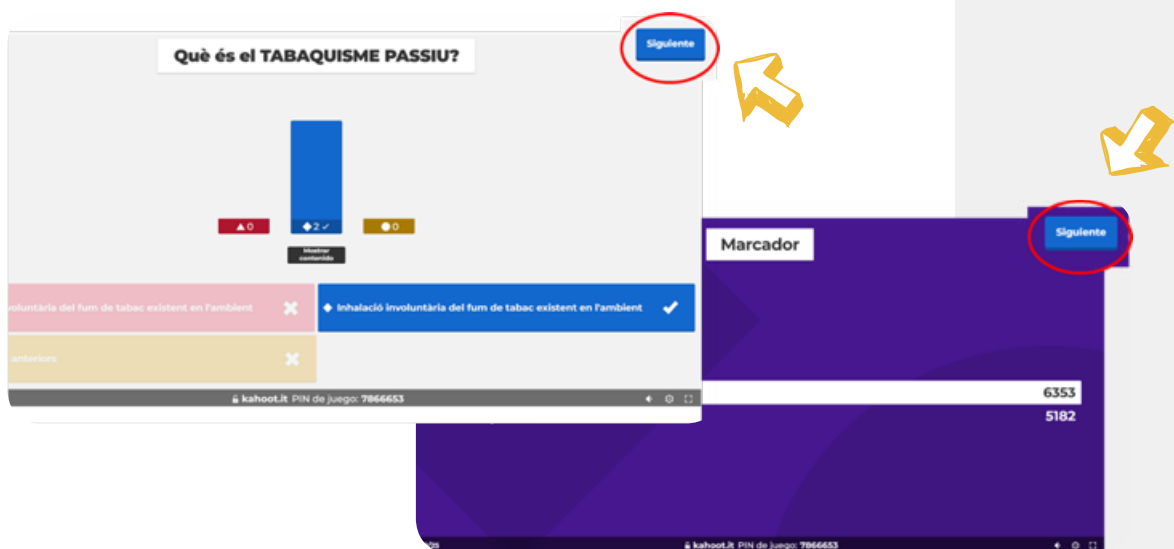 Què és el TABAQUISME PASSIU?
Siguiente
▲ 0
◆ 2 ✓
● 0
Mostrar
contenido
voluntària del fum de tabac existent en l'ambient
◆ Inhalació involuntària del fum de tabac existent en l'ambient
anteriors
kahoot.it PIN de juego: 7866653
Siguiente
Marcador
6353
5182
kahoot.it PIN de juego: 7866653